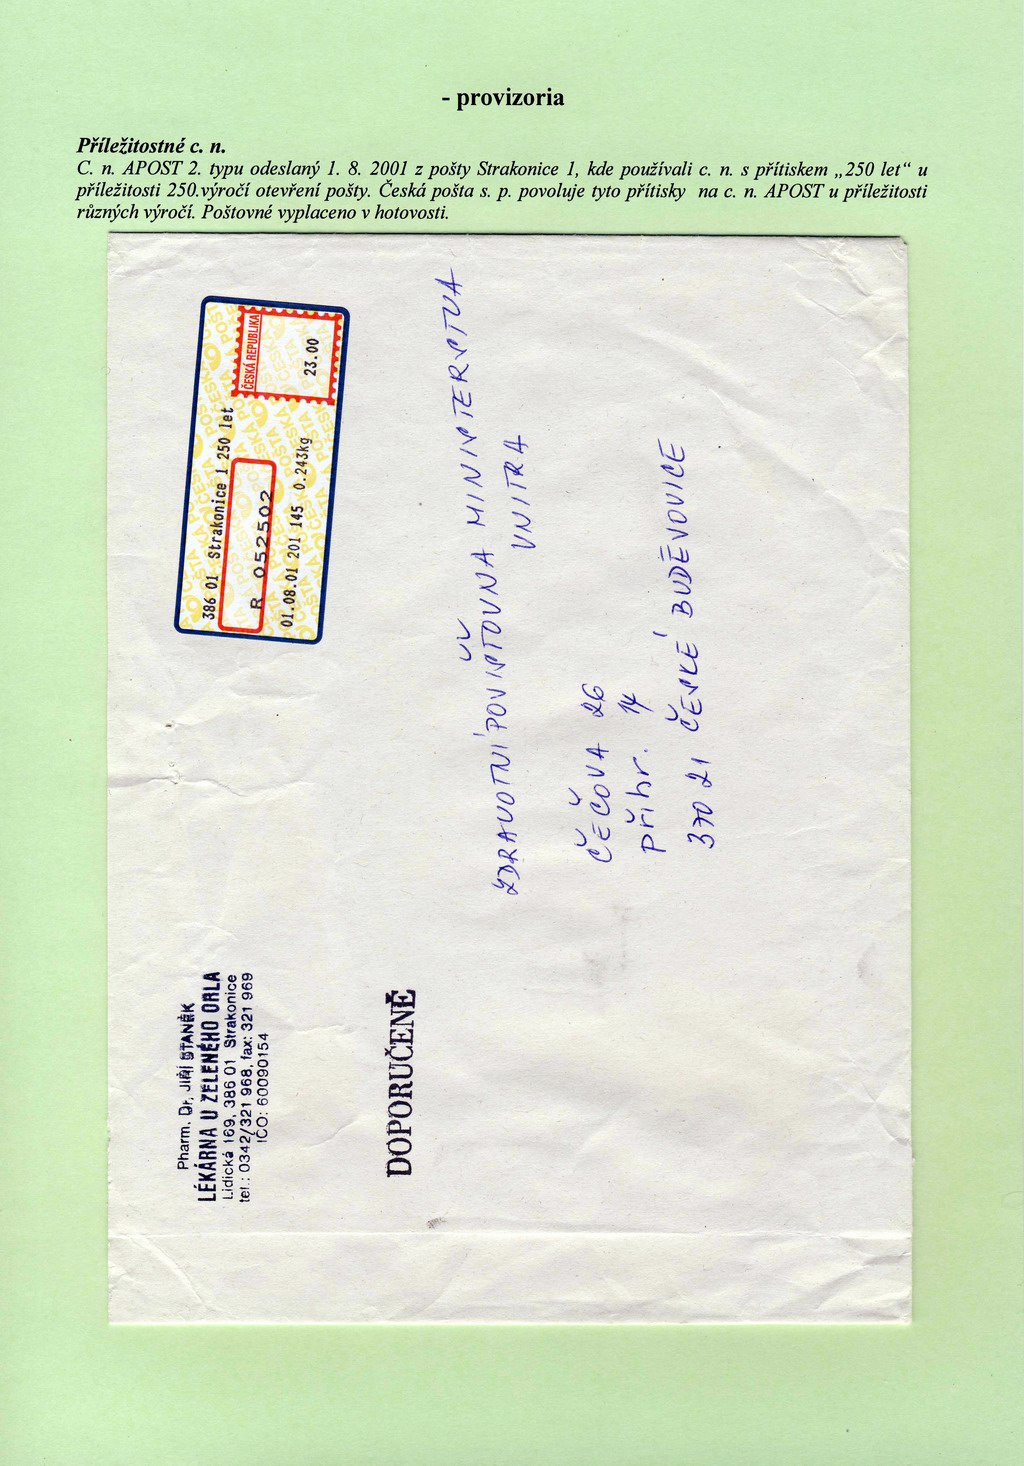 - provizoria
Příležitostné c. n.
C. n. APOST 2. typu odeslaný 1. 8. 2001 z pošty Strakonice 1, kde používali c. n. s přítiskem „250 let“ u
příležitosti 250.výročí otevření pošty. Česká pošta s. p. povoluje tyto přítisky na c. n. APOST u příležitosti
různých výročí. Poštovné vyplaceno v hotovosti.
Pharm. Dr. JIŘÍ STANĚK
LÉKÁRNA U ZELENÉHO ORLA
Lidická 169, 386 01 Strakonice
tel.: 0342/321 968, fax: 321 969
IČO: 60090154
386 01 Strakonice 1 250 let
ČESKÁ REPUBLIKA
R 052502
23.00
01.08.01 201 145 0.243kg
DOPORUČENĚ
ZDRAVOTNÍ POJIŠŤOVNA MINISTERSTVA
VNITRA
ČEČOVA 26
Přihr. 14
370 21 ČESKÉ BUDĚJOVICE